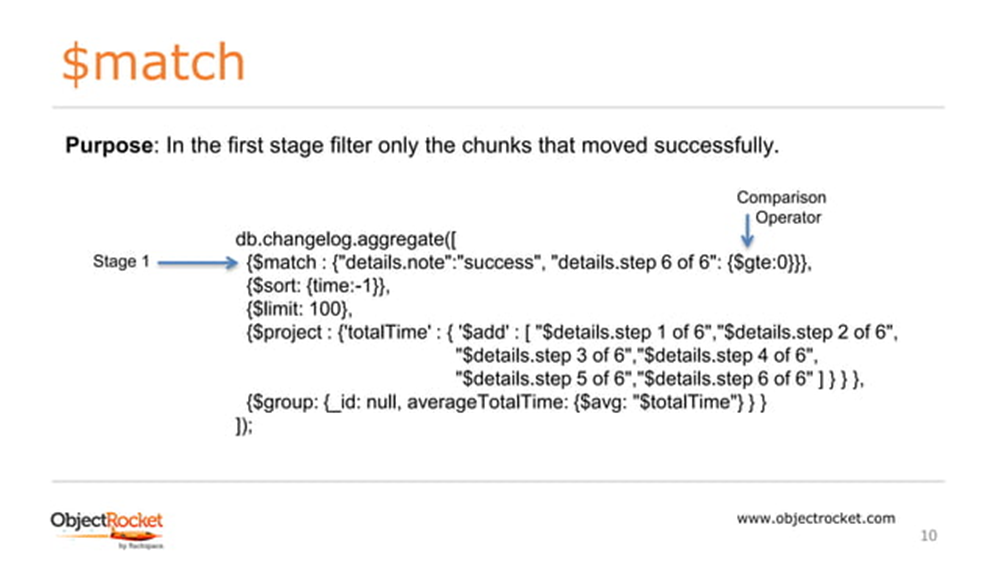 $match
Purpose: In the first stage filter only the chunks that moved successfully.
Comparison
Operator
Stage 1
db.changelog.aggregate([
{$match : {"details.note":"success", "details.step 6 of 6": {$gte:0}}},
{$sort: {time:-1}},
{$limit: 100},
{$project : {'totalTime' : { '$add' : [ "$details.step 1 of 6","$details.step 2 of 6",
"$details.step 3 of 6","$details.step 4 of 6",
"$details.step 5 of 6","$details.step 6 of 6" ] } } },
{$group: {_id: null, averageTotalTime: {$avg: "$totalTime"} } }
]);
ObjectRocket
by Rackspace
www.objectrocket.com
10